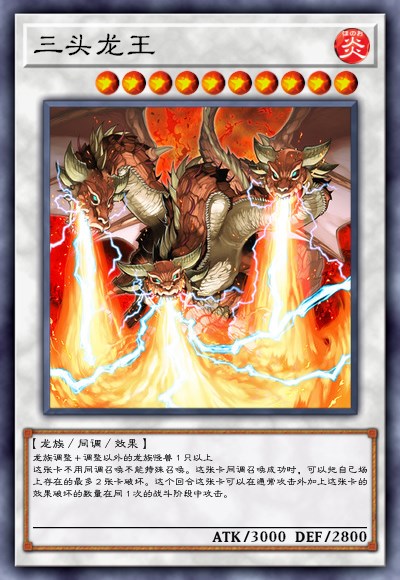 三头龙王
ほのお
炎
【龙族/同调/效果】
龙族调整+调整以外的龙族怪兽1只以上
这张卡不用同调召唤不能特殊召唤。这张卡同调召唤成功时，可以把自己场
上存在的最多2张卡破坏。这个回合这张卡可以在通常攻击外加上这张卡的
效果破坏的数量在同1次的战斗阶段中攻击。
ATK/3000 DEF/2800